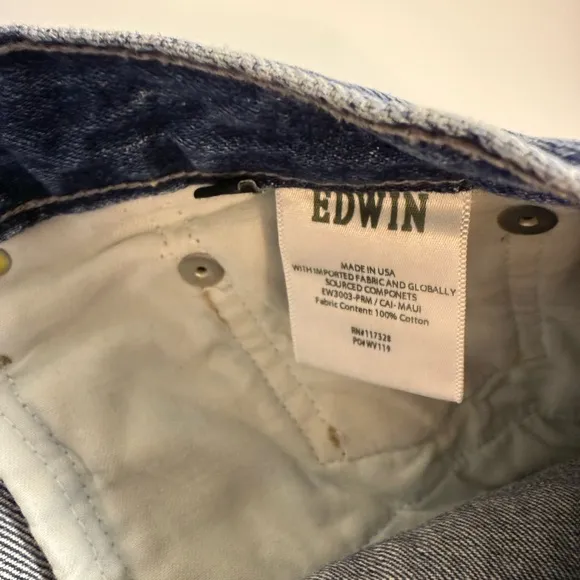 EDWIN
MADE IN USA
WITH IMPORTED FABRIC AND GLOBALLY
SOURCED COMPONETS
EW3003-PRM / CAI- MAUI
Fabric Content: 100% Cotton
RN#117328
PO#WV119